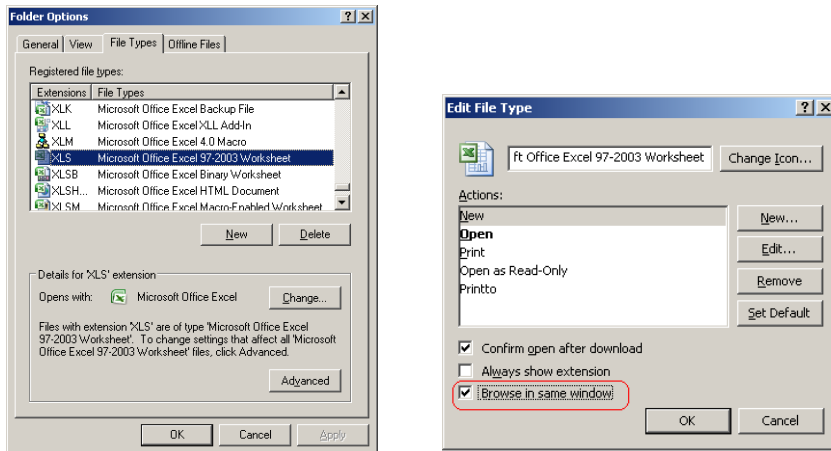 Folder Options
General View File Types Offline Files
Registered file types:
Extensions File Types
XLK Microsoft Office Excel Backup File
XLL Microsoft Office Excel XLL Add-In
XLM Microsoft Office Excel 4.0 Macro
XLS Microsoft Office Excel 97-2003 Worksheet
XLSB Microsoft Office Excel Binary Worksheet
XLSH... Microsoft Office Excel HTML Document
XLSM Microsoft Office Excel Macro-Enabled Worksheet
New Delete
Details for 'XLS' extension
Opens with: Microsoft Office Excel Change...
Files with extension 'XLS' are of type 'Microsoft Office Excel
97-2003 Worksheet'. To change settings that affect all 'Microsoft
Office Excel 97-2003 Worksheet' files, click Advanced.
Advanced
OK Cancel Apply
Edit File Type
ft Office Excel 97-2003 Worksheet Change Icon...
Actions:
New
Open
Print
Open as Read-Only
Printto
New...
Edit...
Remove
Set Default
Confirm open after download
Always show extension
Browse in same window
OK Cancel